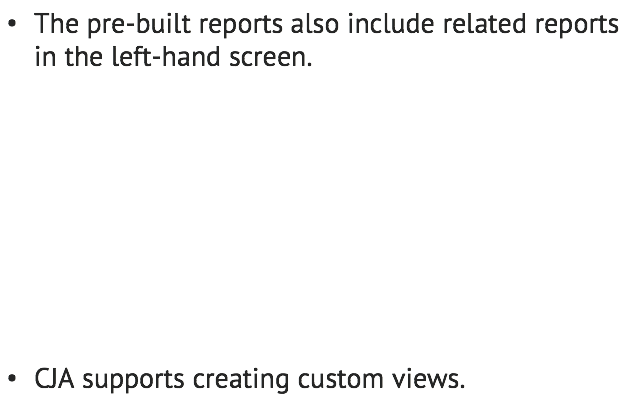 • The pre-built reports also include related reports
in the left-hand screen.
• CJA supports creating custom views.